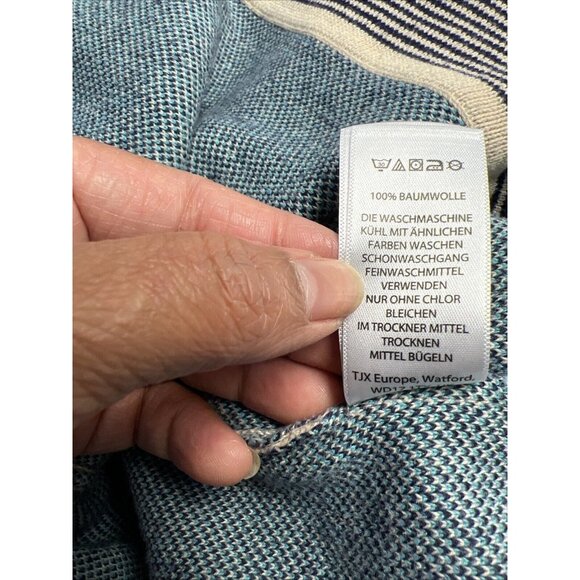 100% BAUMWOLLE
DIE WASCHMASCHINE
KÜHL MIT ÄHNLICHEN
FARBEN WASCHEN
SCHONWASCHGANG
FEINWASCHMITTEL
VERWENDEN
NUR OHNE CHLOR
BLEICHEN
IM TROCKNER MITTEL
TROCKNEN
MITTEL BÜGELN
TJX Europe, Watford,